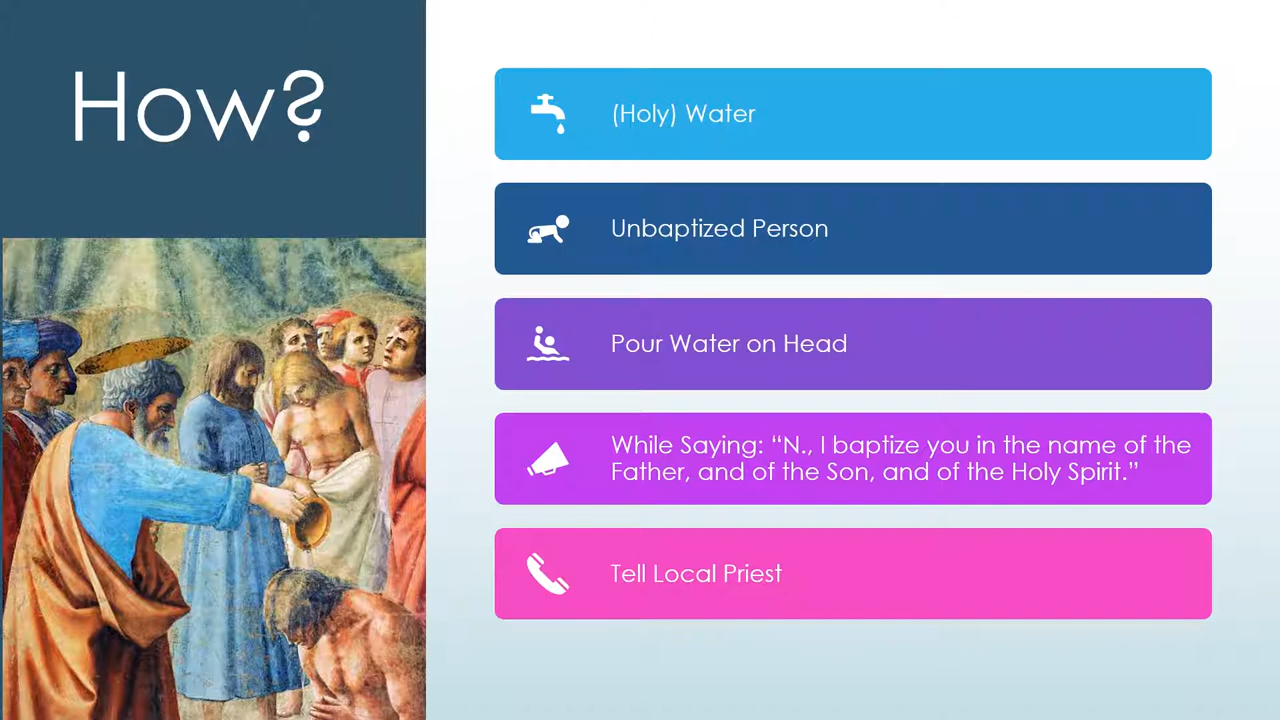 How?
(Holy) Water
Unbaptized Person
Pour Water on Head
While Saying: “N., I baptize you in the name of the
Father, and of the Son, and of the Holy Spirit.”
Tell Local Priest